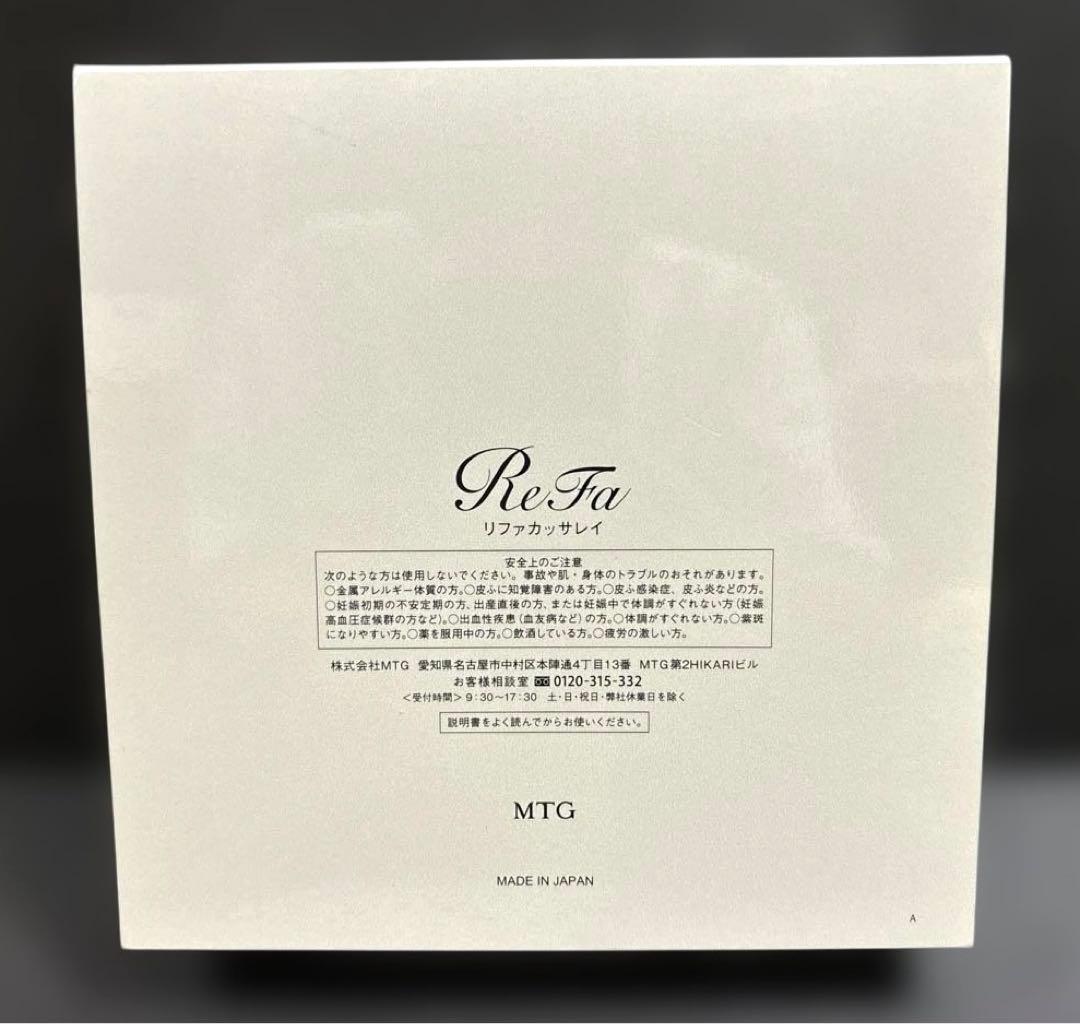 ReFa
リファカッサレイ
安全上のご注意
次のような方は使用しないでください。事故や肌・身体のトラブルのおそれがあります。
○金属アレルギー体質の方。○皮ふに知覚障害のある方。○皮ふ感染症、皮ふ炎などの方。
○妊娠初期の不安定期の方、出産直後の方、または妊娠中で体調がすぐれない方(妊娠
高血圧症候群の方など)。○出血性疾患(血友病など)の方。○体調がすぐれない方。○紫斑
になりやすい方。○薬を服用中の方。○飲酒している方。○疲労の激しい方。
株式会社MTG 愛知県名古屋市中村区本陣通4丁目13番 MTG第2HIKARIビル
お客様相談室 0120-315-332
<受付時間>9:30〜17:30 土・日・祝日・弊社休業日を除く
説明書をよく読んでからお使いください。
MTG
MADE IN JAPAN
A